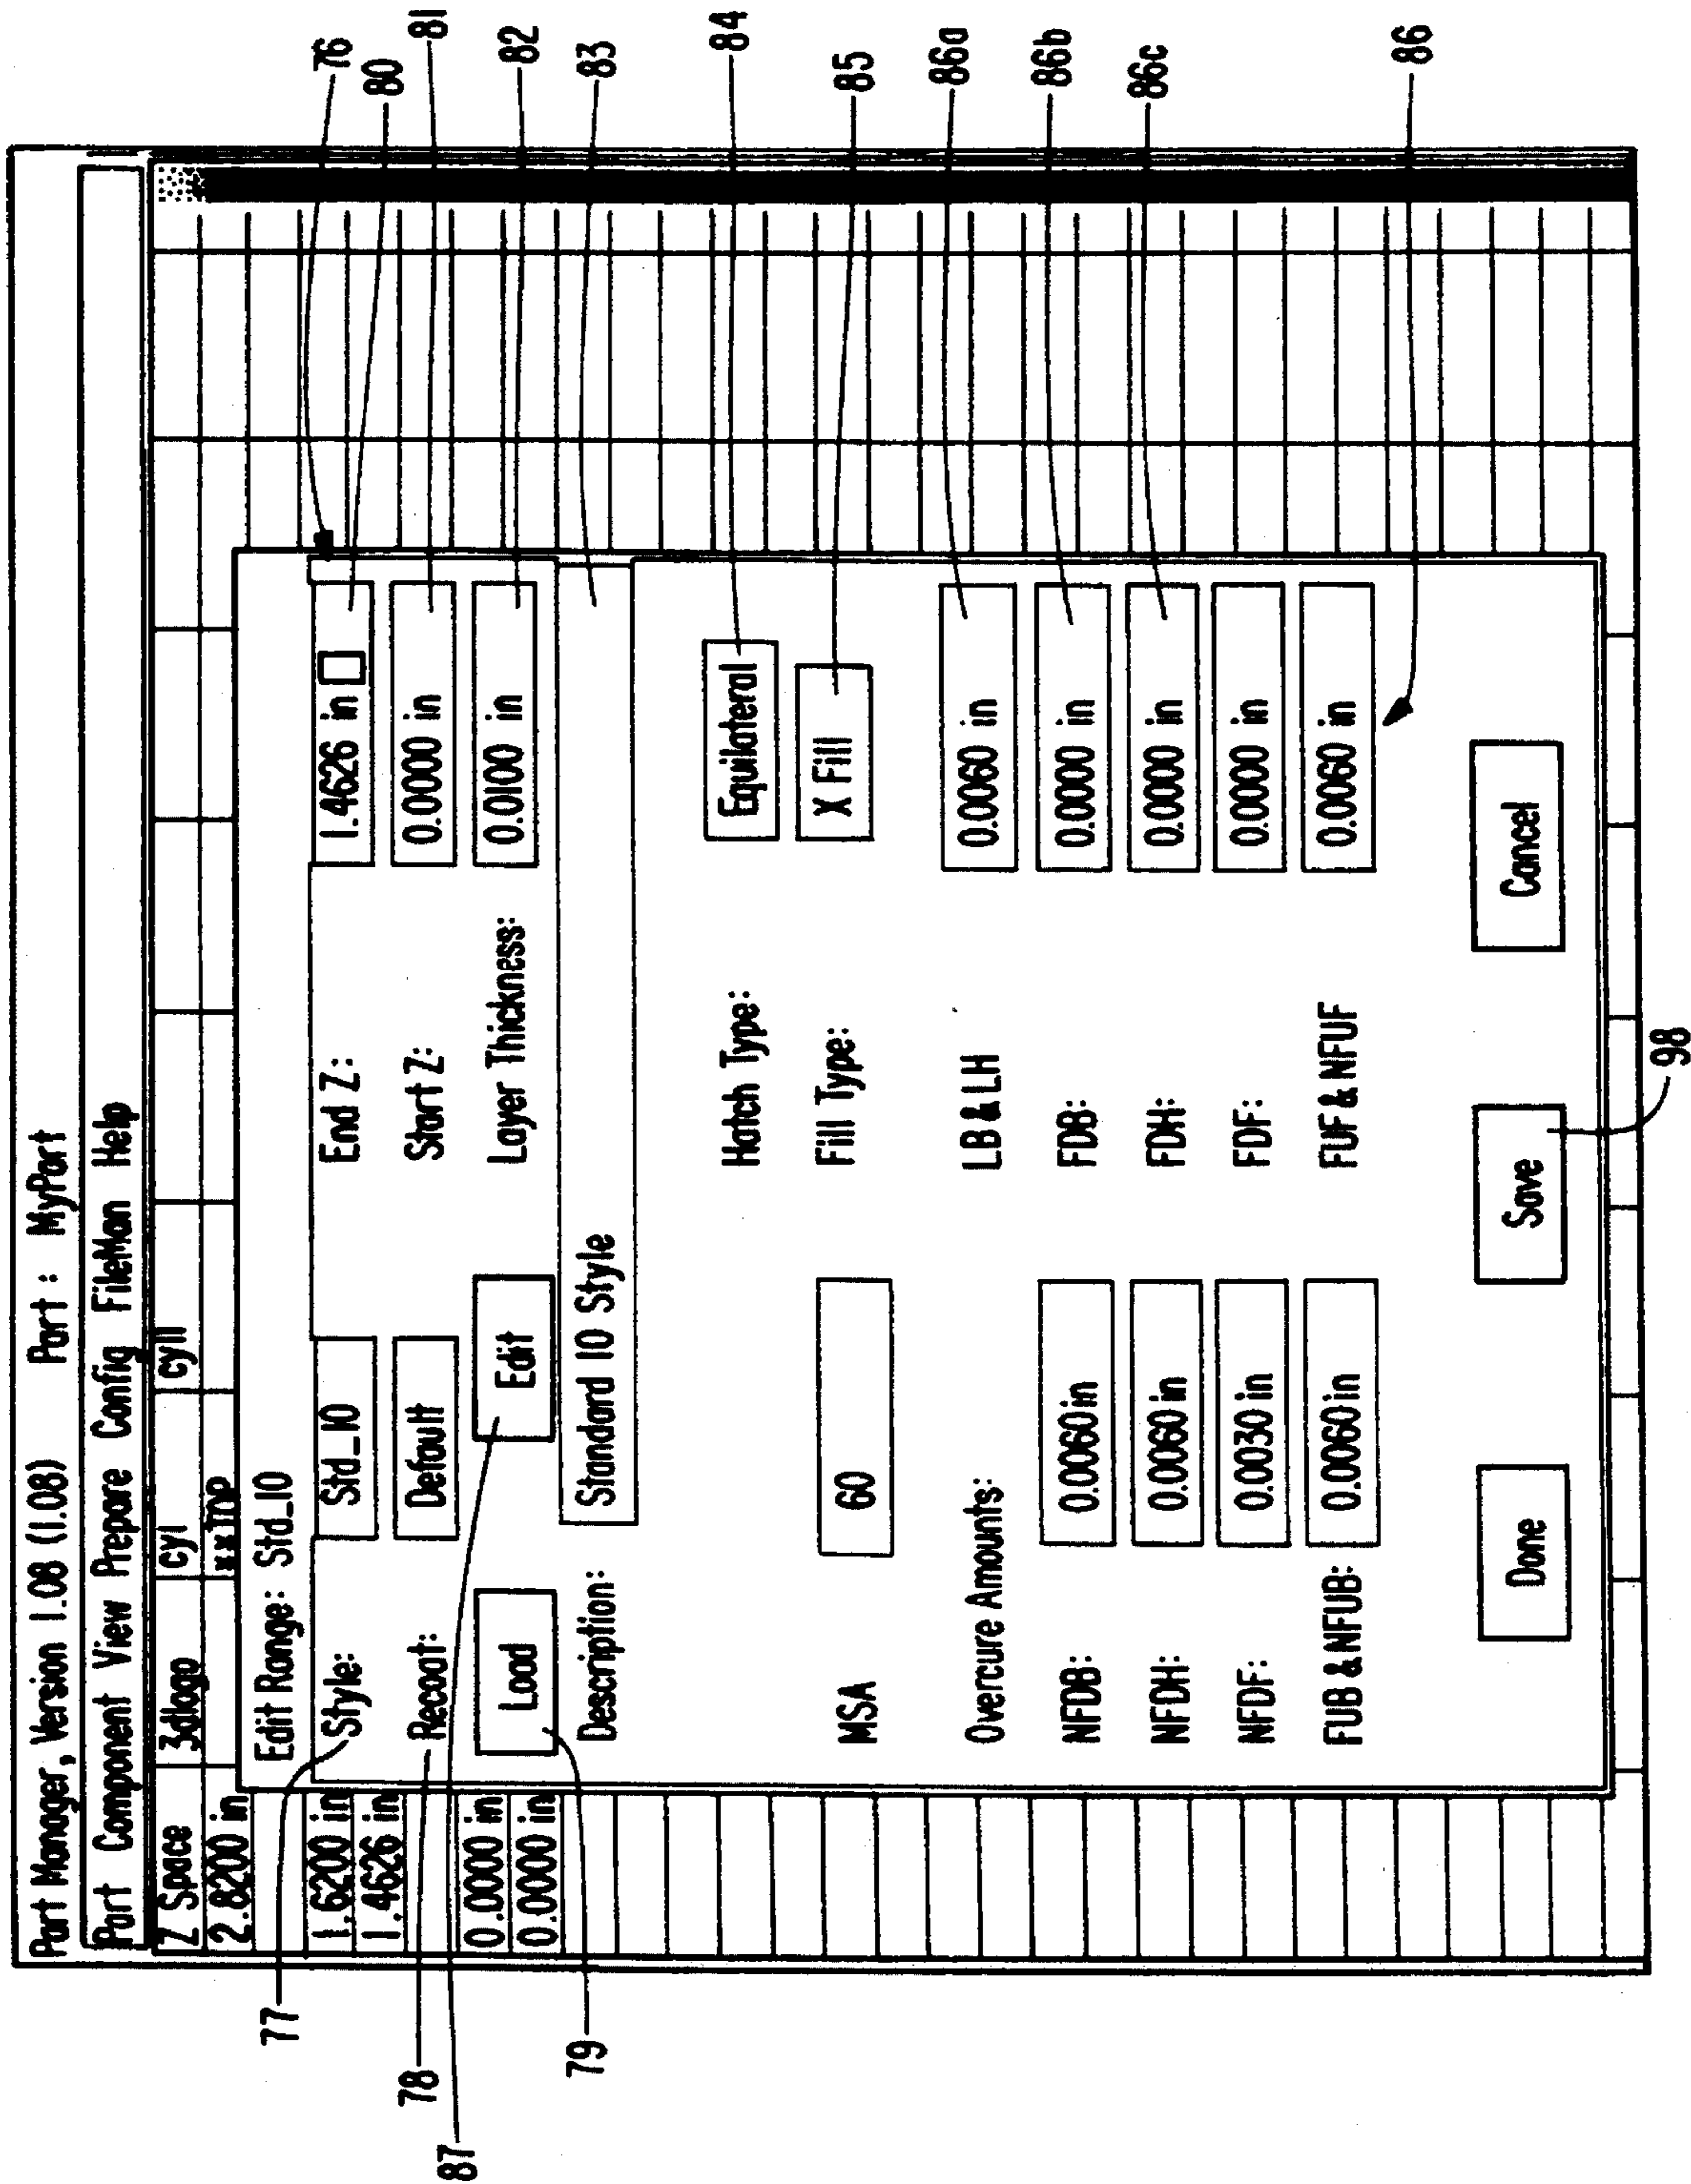 Part Manager, Version 1.08 (1.08) Part : MyPart
Part Component View Prepare Config FileMan Help
Z Space 3dlogo cyl cyl1
2.8200 in **TOP
Edit Range: Std_10
1.6200 in Style: Std_10 End Z: 1.4626 in
1.4626 in
Recoat: Default Start Z: 0.0000 in
0.0000 in Load Edit Layer Thickness: 0.0100 in
0.0000 in
Description: Standard 10 Style
Hatch Type: Equilateral
MSA 60 Fill Type: X Fill
Overcure Amounts: LB & LH 0.0060 in
NFDB: 0.0060 in FDB: 0.0000 in
NFDH: 0.0060 in FDH: 0.0000 in
NFDF: 0.0030 in FDF: 0.0000 in
FUB & NFUB: 0.0060 in FUF & NFUF 0.0060 in
Done Save Cancel
76
80
81
82
83
84
85
86a
86b
86c
86
77
78
87
79
98